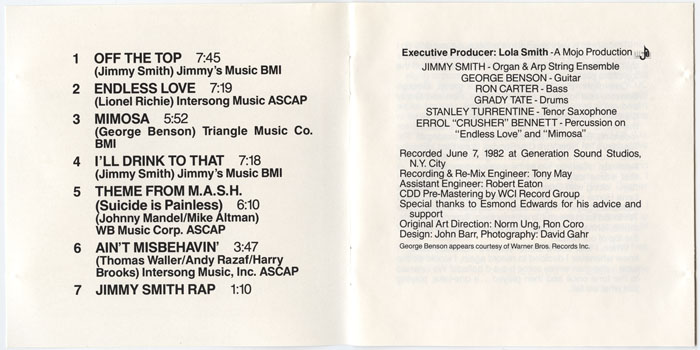 1 OFF THE TOP 7:45
(Jimmy Smith) Jimmy's Music BMI
2 ENDLESS LOVE 7:19
(Lionel Richie) Intersong Music ASCAP
3 MIMOSA 5:52
(George Benson) Triangle Music Co.
BMI
4 I'LL DRINK TO THAT 7:18
(Jimmy Smith) Jimmy's Music BMI
5 THEME FROM M.A.S.H.
(Suicide is Painless) 6:10
(Johnny Mandel/Mike Altman)
WB Music Corp. ASCAP
6 AIN'T MISBEHAVIN' 3:47
(Thomas Waller/Andy Razaf/Harry
Brooks) Intersong Music, Inc. ASCAP
7 JIMMY SMITH RAP 1:10
Executive Producer: Lola Smith -A Mojo Production
JIMMY SMITH - Organ & Arp String Ensemble
GEORGE BENSON - Guitar
RON CARTER - Bass
GRADY TATE - Drums
STANLEY TURRENTINE - Tenor Saxophone
ERROL "CRUSHER" BENNETT - Percussion on
"Endless Love" and "Mimosa"
Recorded June 7, 1982 at Generation Sound Studios,
N.Y. City
Recording & Re-Mix Engineer: Tony May
Assistant Engineer: Robert Eaton
CDD Pre-Mastering by WCI Record Group
Special thanks to Esmond Edwards for his advice and
support
Original Art Direction: Norm Ung, Ron Coro
Design: John Barr, Photography: David Gahr
George Benson appears courtesy of Warner Bros. Records Inc.